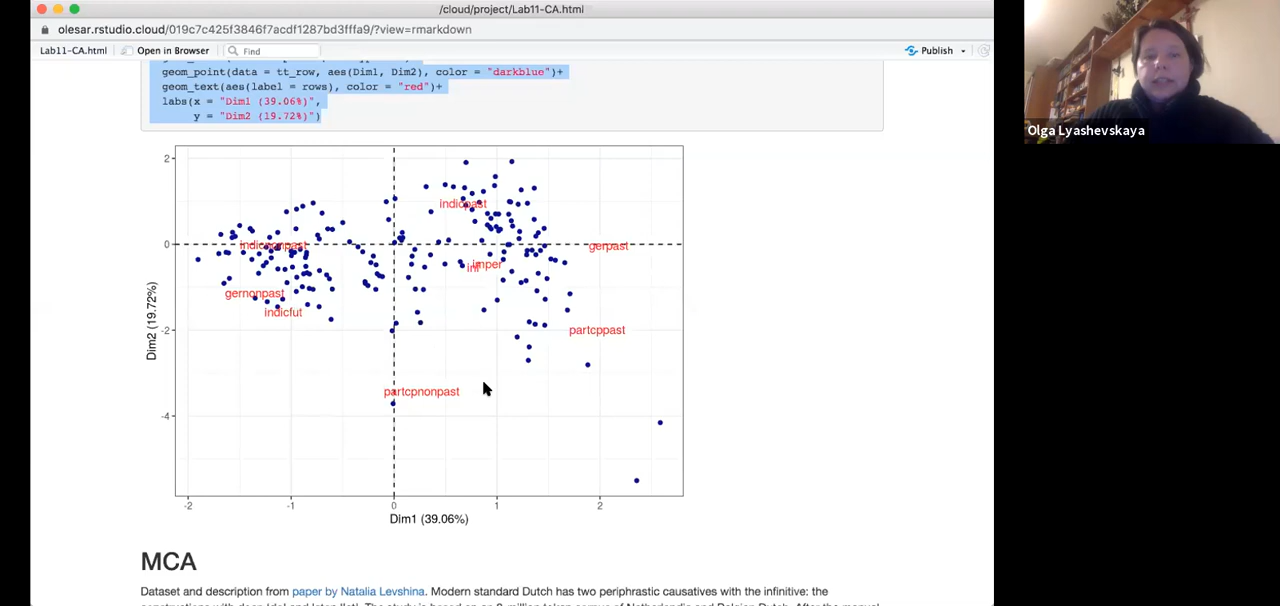 /cloud/project/Lab11-CA.html
olesar.rstudio.cloud/019c7c425f3846f7acdf1287bd3fffa9/?view=rmarkdown
Lab11-CA.html
Open in Browser
Find
Publish
geom_point(data = tt_row, aes(Dim1, Dim2), color = "darkblue")+
geom_text(aes(label = rows), color = "red")+
labs(x = "Dim1 (39.06%)",
y = "Dim2 (19.72%)")
Olga Lyashevskaya
2
0
-2
-4
Dim2 (19.72%)
indicpast
indicnonpast
gerpast
imper
inf
gernonpast
indicfut
partcppast
partcpnonpast
-2
-1
0
1
2
Dim1 (39.06%)
MCA
Dataset and description from paper by Natalia Levshina. Modern standard Dutch has two periphrastic causatives with the infinitive: the